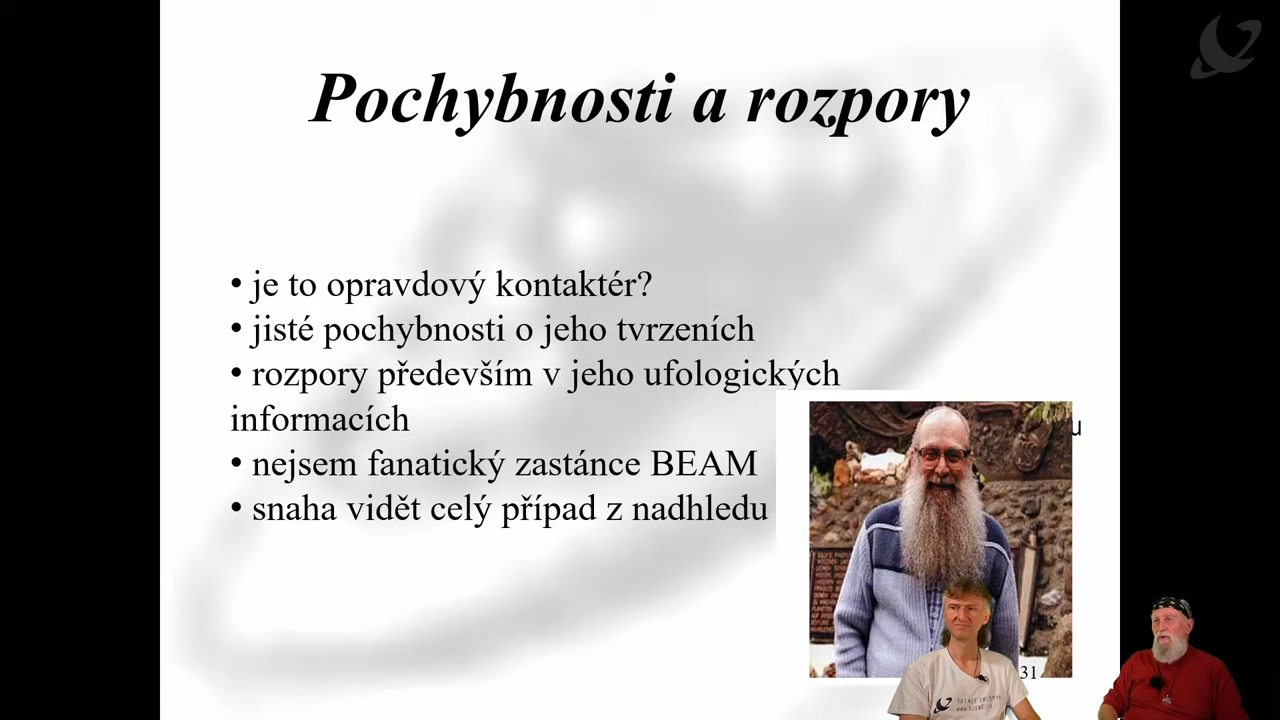 Pochybnosti a rozpory
• je to opravdový kontaktér?
• jisté pochybnosti o jeho tvrzeních
• rozpory především v jeho ufologických
informacích
• nejsem fanatický zastánce BEAM
• snaha vidět celý případ z nadhledu
u
31